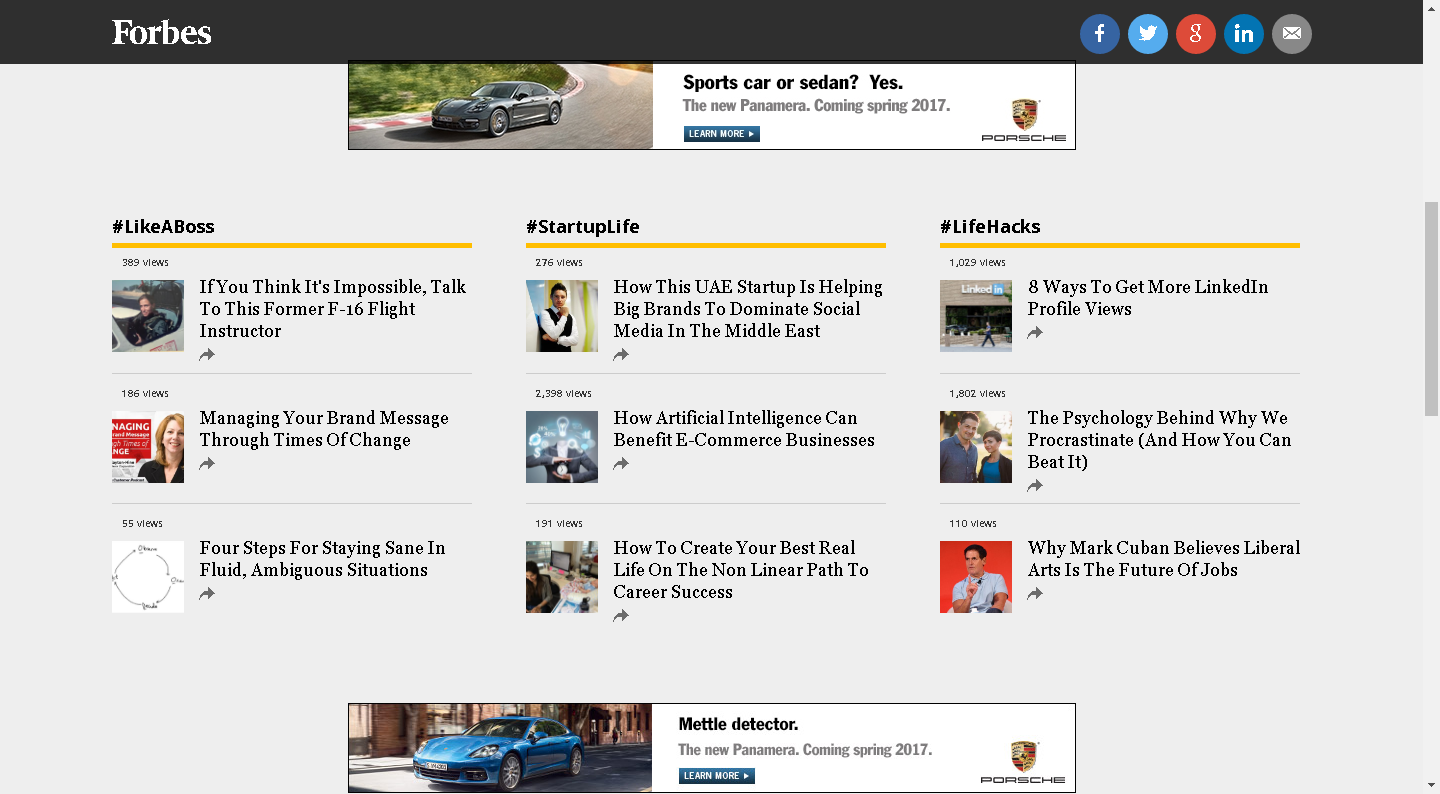 Forbes
Sports car or sedan? Yes.
The new Panamera. Coming spring 2017.
LEARN MORE
PORSCHE
#LikeABoss
389 views
If You Think It's Impossible, Talk
To This Former F-16 Flight
Instructor
186 views
Managing Your Brand Message
Through Times Of Change
55 views
Four Steps For Staying Sane In
Fluid, Ambiguous Situations
#StartupLife
276 views
How This UAE Startup Is Helping
Big Brands To Dominate Social
Media In The Middle East
2,398 views
How Artificial Intelligence Can
Benefit E-Commerce Businesses
191 views
How To Create Your Best Real
Life On The Non Linear Path To
Career Success
#LifeHacks
1,029 views
Linked in
8 Ways To Get More LinkedIn
Profile Views
1,802 views
The Psychology Behind Why We
Procrastinate (And How You Can
Beat It)
110 views
Why Mark Cuban Believes Liberal
Arts Is The Future Of Jobs
Mettle detector.
The new Panamera. Coming spring 2017.
LEARN MORE
PORSCHE